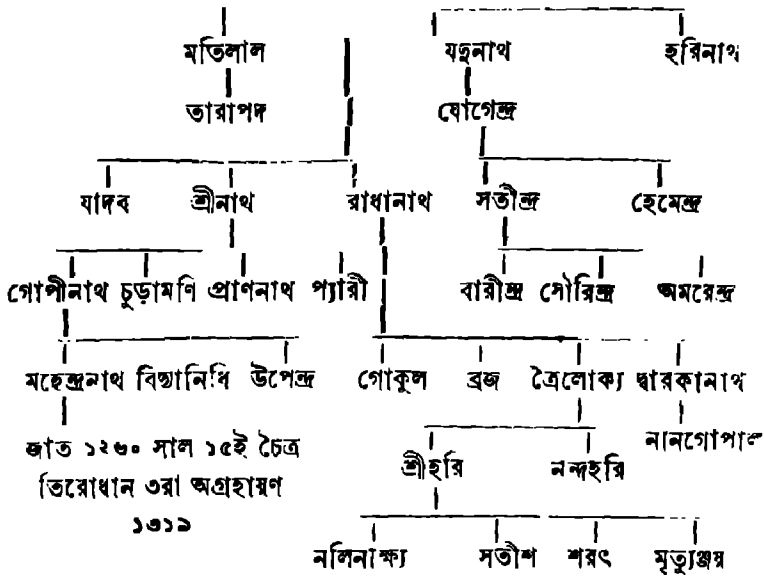 মতিলাল যদুনাথ হরিনাথ
তারাপদ যোগেন্দ্র
যাদব শ্রীনাথ রাধানাথ সতীন্দ্র হেমেন্দ্র
গোপীনাথ চুড়ামণি প্রাণনাথ প্যারী বারীন্দ্র সৌরিন্দ্র অমরেন্দ্র
মহেন্দ্রনাথ বিদ্যানিধি উপেন্দ্র গোকুল ব্রজ ত্রৈলোক্য দ্বারকানাথ
জাত ১২৬০ সাল ১৫ই চৈত্র শ্রীহরি নন্দহরি নানগোপাল
তিরোধান ৩রা অগ্রহায়ণ
১৩১৯
নলিনাক্ষ্য সতীশ শরৎ মৃত্যুঞ্জয়